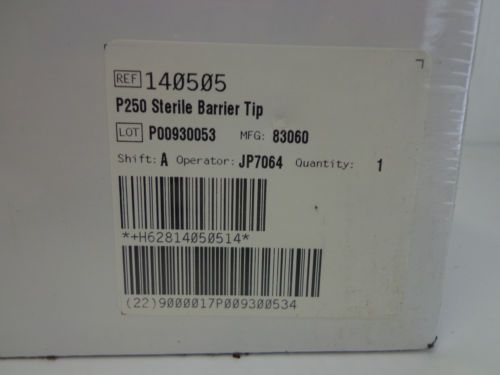 REF 140505
P250 Sterile Barrier Tip
LOT P00930053 MFG: 83060
Shift: A Operator: JP7064 Quantity: 1
*+H62814050514*
(22)9000017P009300534